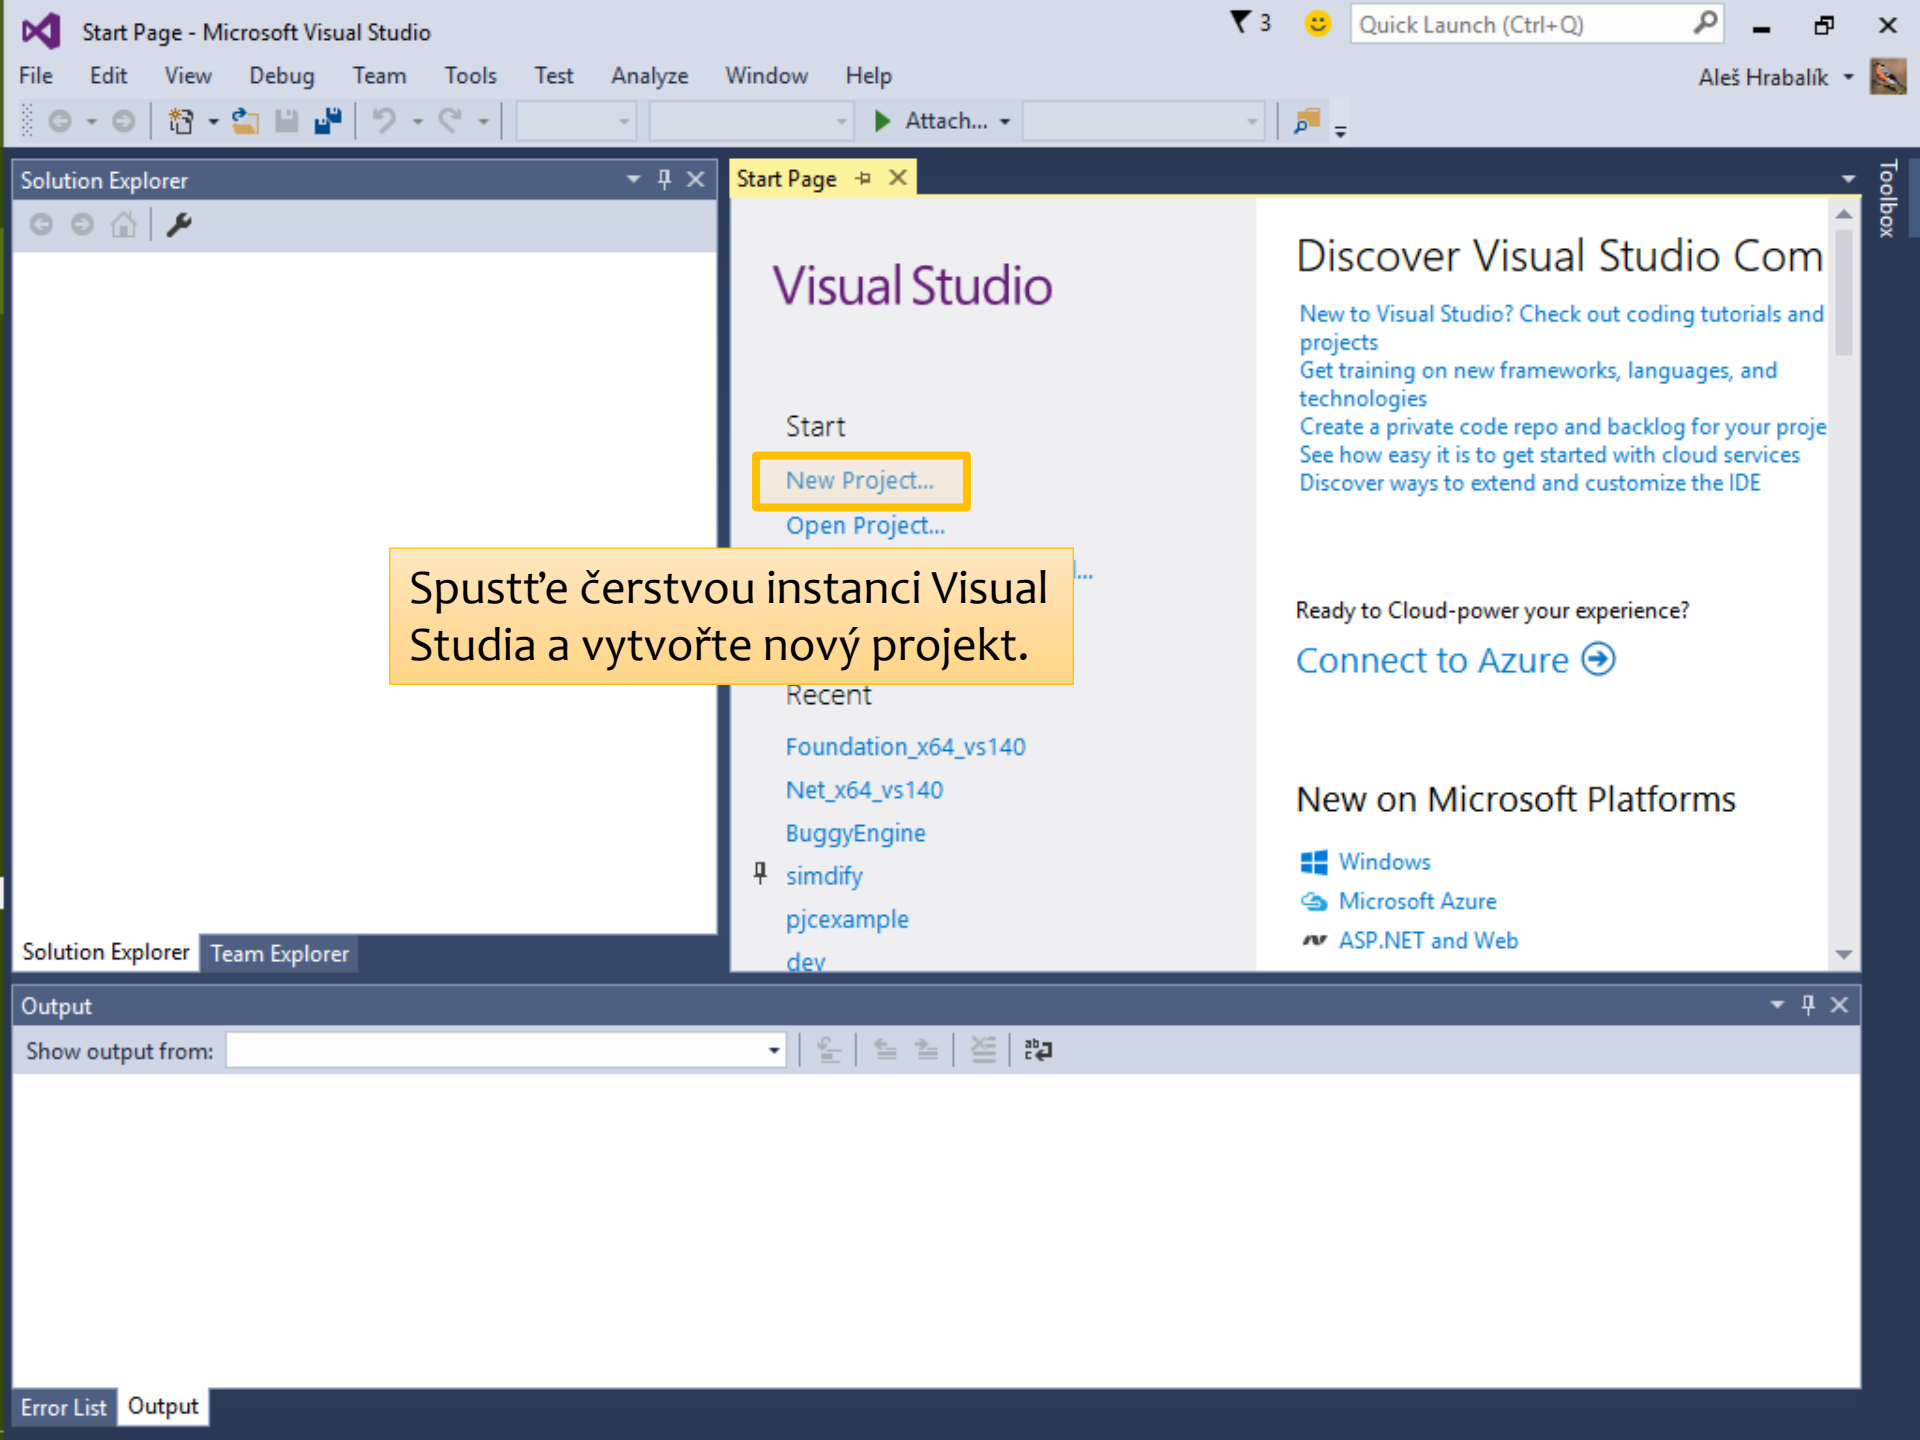 Start Page - Microsoft Visual Studio
3
Quick Launch (Ctrl+Q)
File Edit View Debug Team Tools Test Analyze Window Help
Aleš Hrabalík
Attach...
Solution Explorer
Start Page
Toolbox
Visual Studio
Start
New Project...
Open Project...
Spusťte čerstvou instanci Visual
Studia a vytvořte nový projekt.
Recent
Foundation_x64_vs140
Net_x64_vs140
BuggyEngine
simdify
pjcexample
dev
Discover Visual Studio Com
New to Visual Studio? Check out coding tutorials and
projects
Get training on new frameworks, languages, and
technologies
Create a private code repo and backlog for your proje
See how easy it is to get started with cloud services
Discover ways to extend and customize the IDE
Ready to Cloud-power your experience?
Connect to Azure
New on Microsoft Platforms
Windows
Microsoft Azure
ASP.NET and Web
Solution Explorer Team Explorer
Output
Show output from:
Error List Output